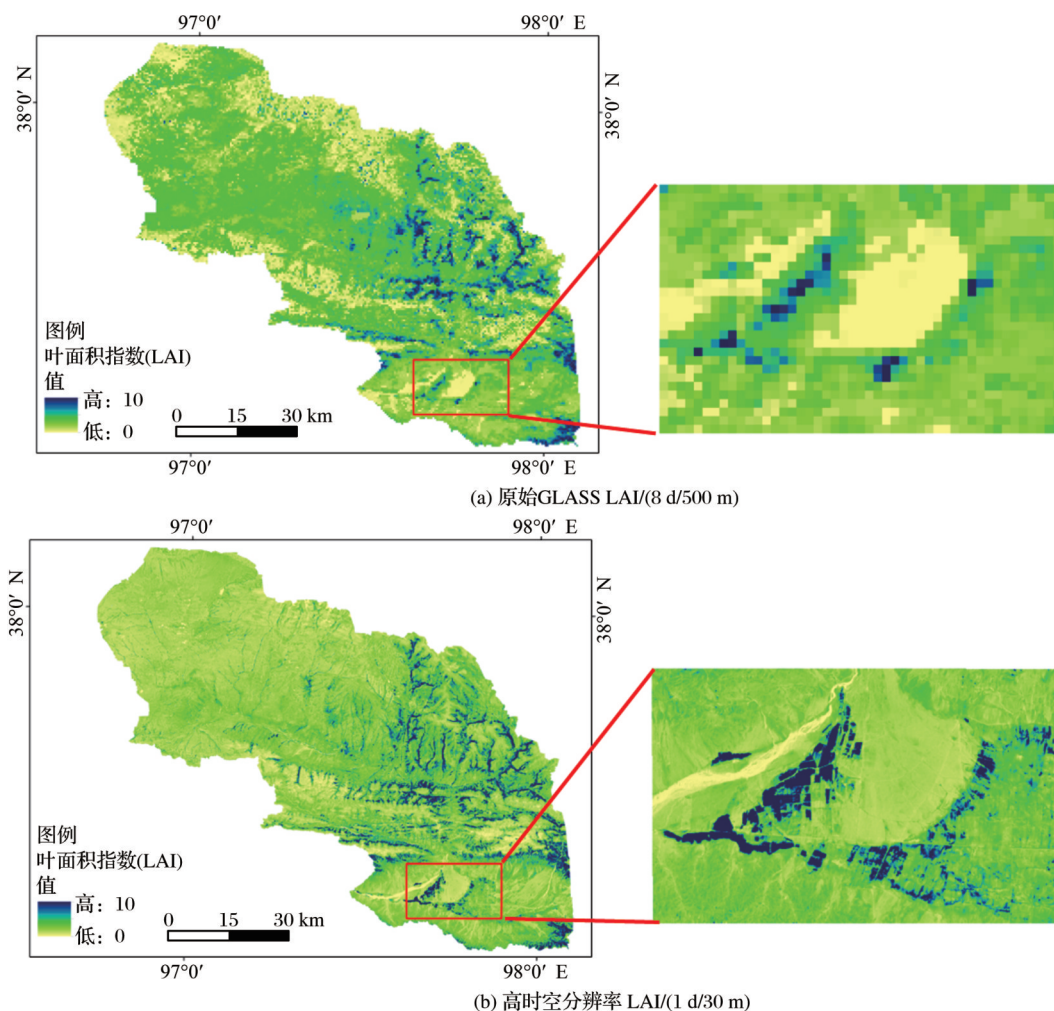 97°0′ 98°0′ E
38°0′ N 38°0′ N
图例
叶面积指数(LAI)
值
高：10
低：0
0 15 30 km
97°0′ 98°0′ E
(a) 原始GLASS LAI/(8 d/500 m)
97°0′ 98°0′ E
38°0′ N 38°0′ N
图例
叶面积指数(LAI)
值
高：10
低：0
0 15 30 km
97°0′ 98°0′ E
(b) 高时空分辨率 LAI/(1 d/30 m)